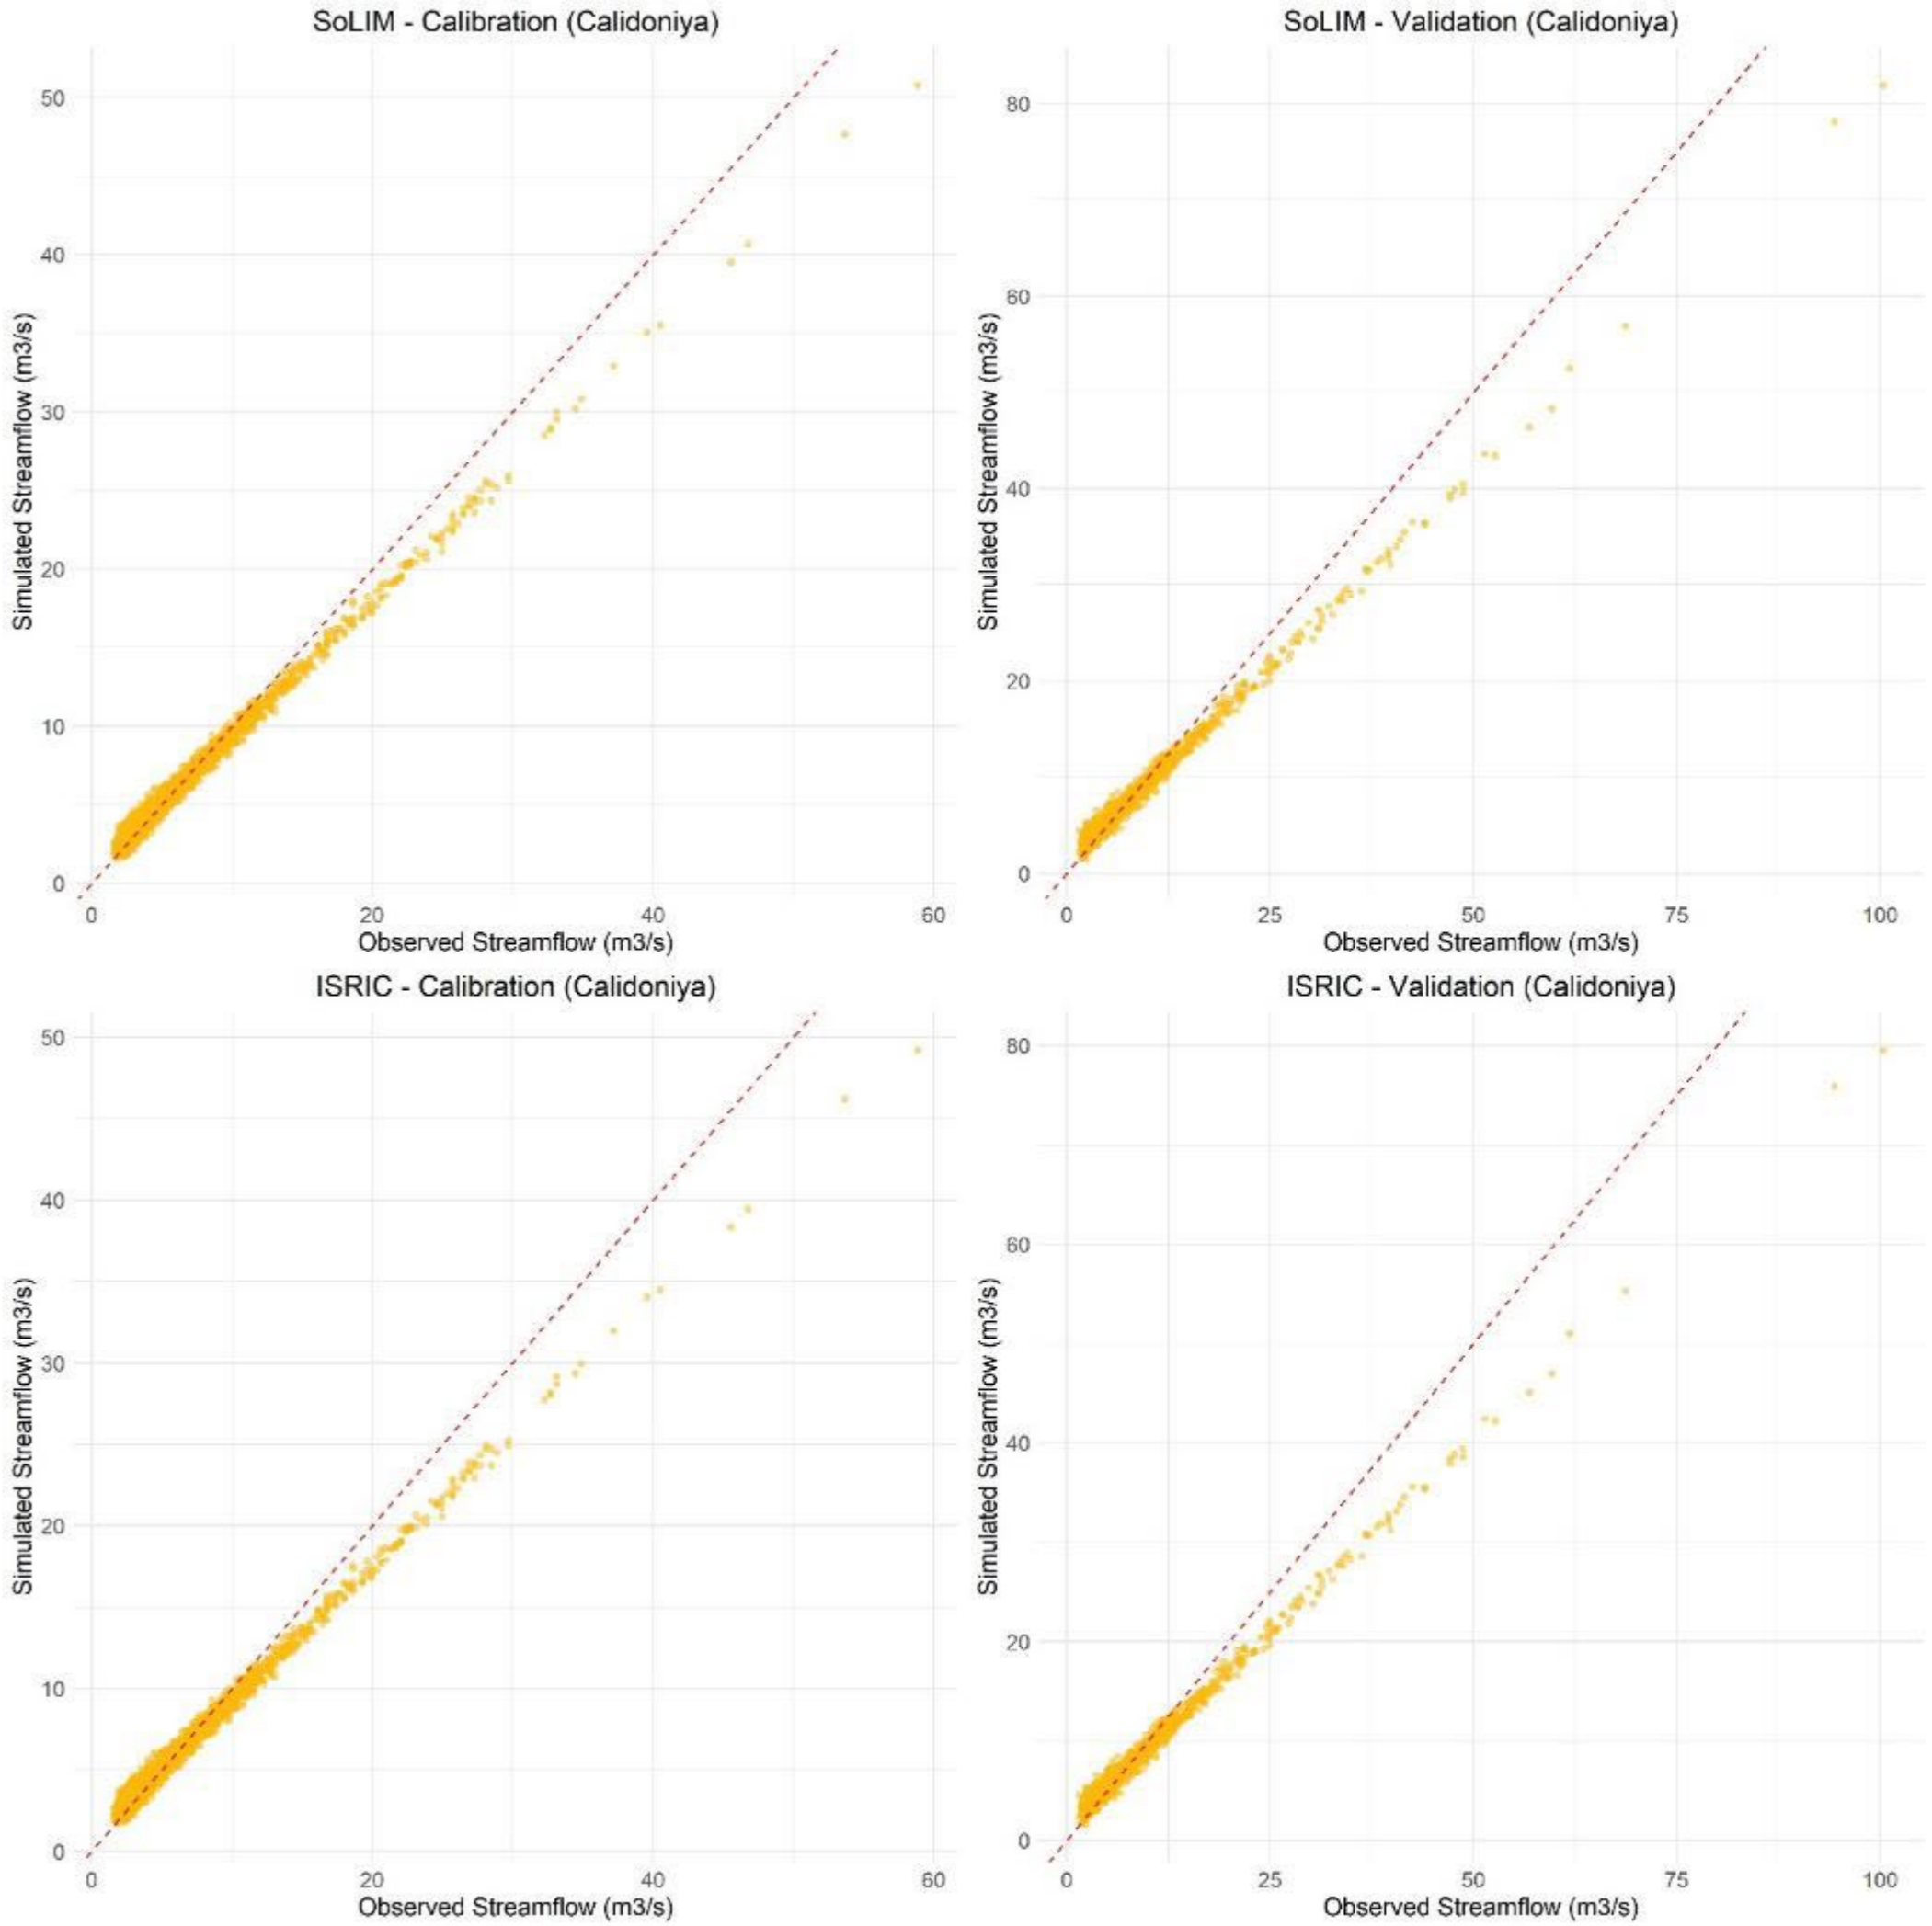 SoLIM - Calibration (Calidoniya)
Simulated Streamflow (m3/s)
50
40
30
20
10
0
0 20 40 60
Observed Streamflow (m3/s)
SoLIM - Validation (Calidoniya)
Simulated Streamflow (m3/s)
80
60
40
20
0
0 25 50 75 100
Observed Streamflow (m3/s)
ISRIC - Calibration (Calidoniya)
Simulated Streamflow (m3/s)
50
40
30
20
10
0
0 20 40 60
Observed Streamflow (m3/s)
ISRIC - Validation (Calidoniya)
Simulated Streamflow (m3/s)
80
60
40
20
0
0 25 50 75 100
Observed Streamflow (m3/s)